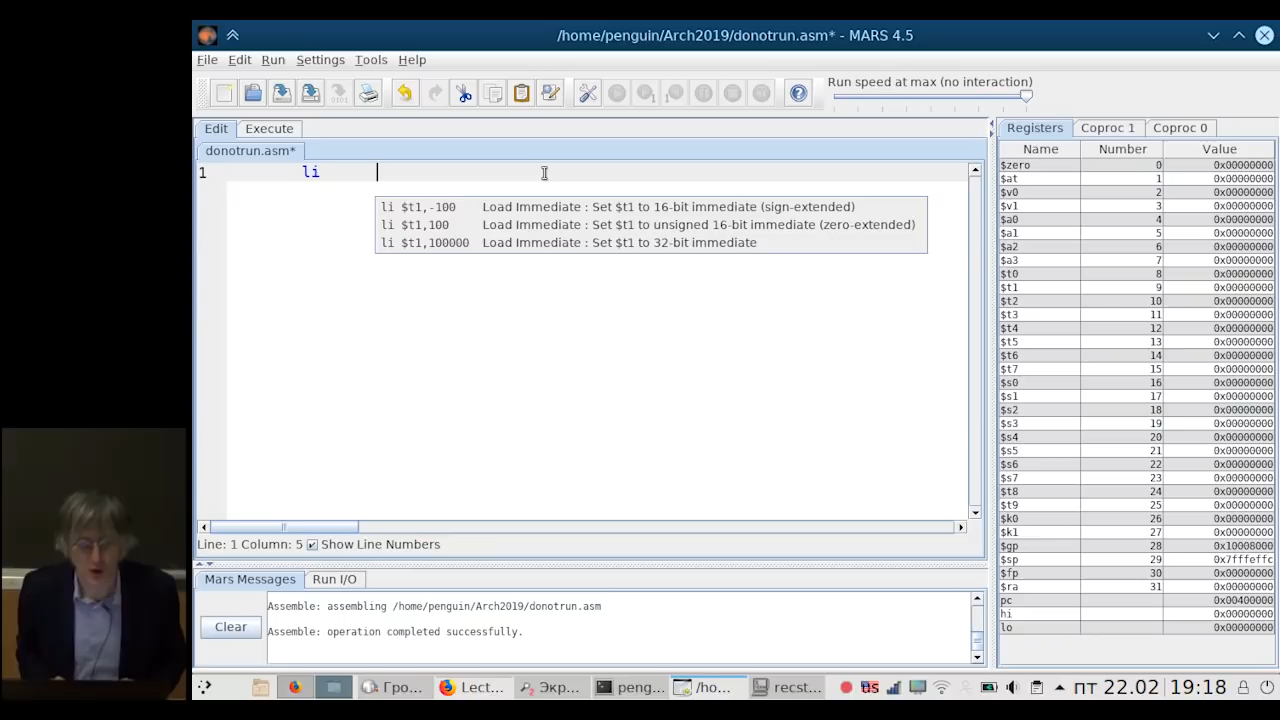 /home/penguin/Arch2019/donotrun.asm* - MARS 4.5
File Edit Run Settings Tools Help
Run speed at max (no interaction)
Edit Execute
donotrun.asm*
1 li
li $t1,-100 Load Immediate : Set $t1 to 16-bit immediate (sign-extended)
li $t1,100 Load Immediate : Set $t1 to unsigned 16-bit immediate (zero-extended)
li $t1,100000 Load Immediate : Set $t1 to 32-bit immediate
Line: 1 Column: 5 Show Line Numbers
Mars Messages Run I/O
Clear
Assemble: assembling /home/penguin/Arch2019/donotrun.asm
Assemble: operation completed successfully.
Registers Coproc 1 Coproc 0
Name Number Value
$zero 0 0x00000000
$at 1 0x00000000
$v0 2 0x00000000
$v1 3 0x00000000
$a0 4 0x00000000
$a1 5 0x00000000
$a2 6 0x00000000
$a3 7 0x00000000
$t0 8 0x00000000
$t1 9 0x00000000
$t2 10 0x00000000
$t3 11 0x00000000
$t4 12 0x00000000
$t5 13 0x00000000
$t6 14 0x00000000
$t7 15 0x00000000
$s0 16 0x00000000
$s1 17 0x00000000
$s2 18 0x00000000
$s3 19 0x00000000
$s4 20 0x00000000
$s5 21 0x00000000
$s6 22 0x00000000
$s7 23 0x00000000
$t8 24 0x00000000
$t9 25 0x00000000
$k0 26 0x00000000
$k1 27 0x00000000
$gp 28 0x10008000
$sp 29 0x7fffeffc
$fp 30 0x00000000
$ra 31 0x00000000
pc 0x00400000
hi 0x00000000
lo 0x00000000
Гро... Lect... Экр... peng... /ho... recst... us ПТ 22.02 19:18